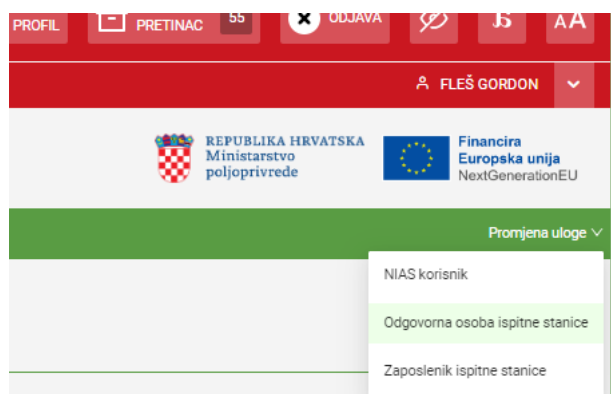 PROFIL
PRETINAC
55
ODJAVA
AA
FLEŠ GORDON
REPUBLIKA HRVATSKA
Ministarstvo
poljoprivrede
Financira
Europska unija
NextGenerationEU
Promjena uloge
NIAS korisnik
Odgovorna osoba ispitne stanice
Zaposlenik ispitne stanice